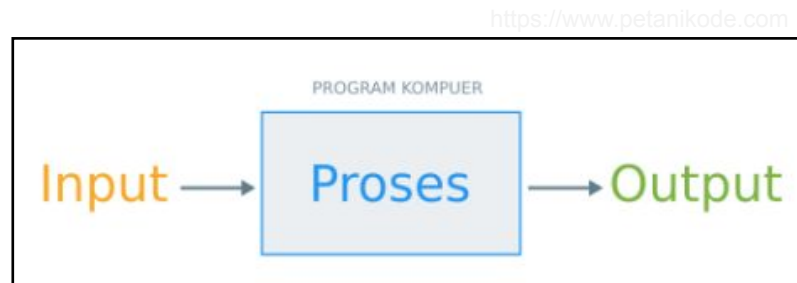 https://www.petanikode.com
PROGRAM KOMPUER
Input Proses Output